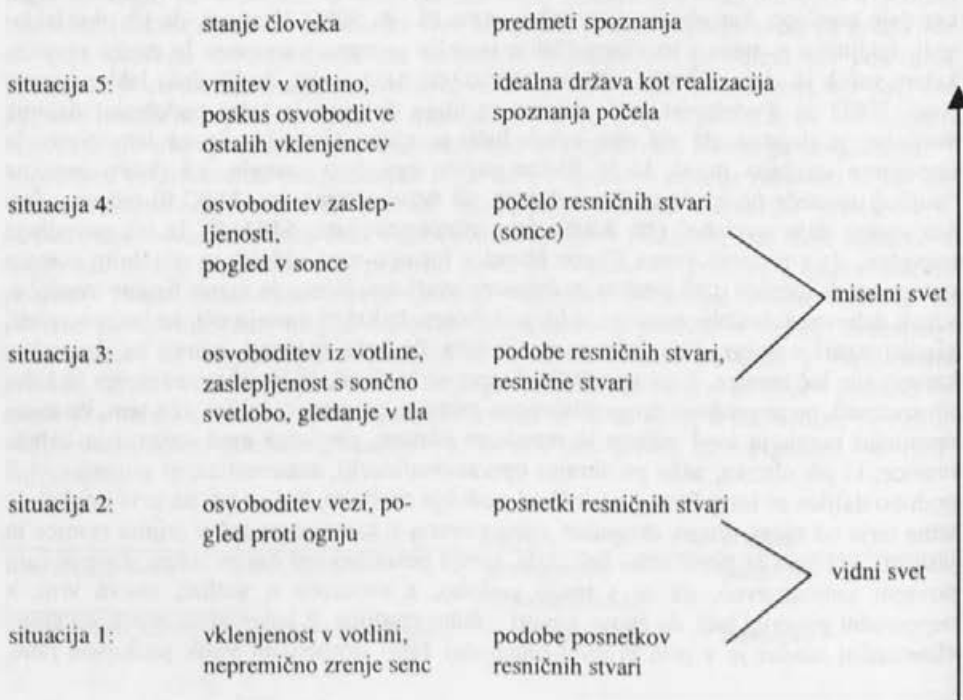 stanje človeka predmeti spoznanja
situacija 5: vrnitev v votlino, idealna država kot realizacija
poskus osvoboditve spoznanja počela
ostalih vklenjencev
situacija 4: osvoboditev zaslep- počelo resničnih stvari
ljenosti, (sonce)
pogled v sonce
miselni svet
situacija 3: osvoboditev iz votline, podobe resničnih stvari,
zaslepljenost s sončno resnične stvari
svetlobo, gledanje v tla
situacija 2: osvoboditev vezi, po- posnetki resničnih stvari
gled proti ognju
vidni svet
situacija 1: vklenjenost v votlini, podobe posnetkov
nepremično zrenje senc resničnih stvari